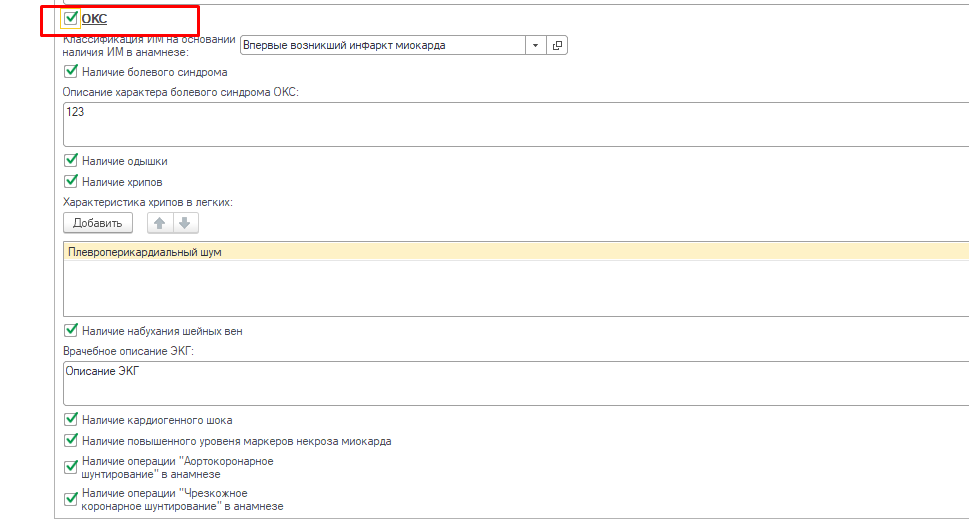 ОКС
Классификация ИМ на основании
наличия ИМ в анамнезе:
Впервые возникший инфаркт миокарда
Наличие болевого синдрома
Описание характера болевого синдрома ОКС:
123
Наличие одышки
Наличие хрипов
Характеристика хрипов в легких:
Добавить
Плевроперикардиальный шум
Наличие набухания шейных вен
Врачебное описание ЭКГ:
Описание ЭКГ
Наличие кардиогенного шока
Наличие повышенного уровеня маркеров некроза миокарда
Наличие операции "Аортокоронарное
шунтирование" в анамнезе
Наличие операции "Чрезкожное
коронарное шунтирование" в анамнезе